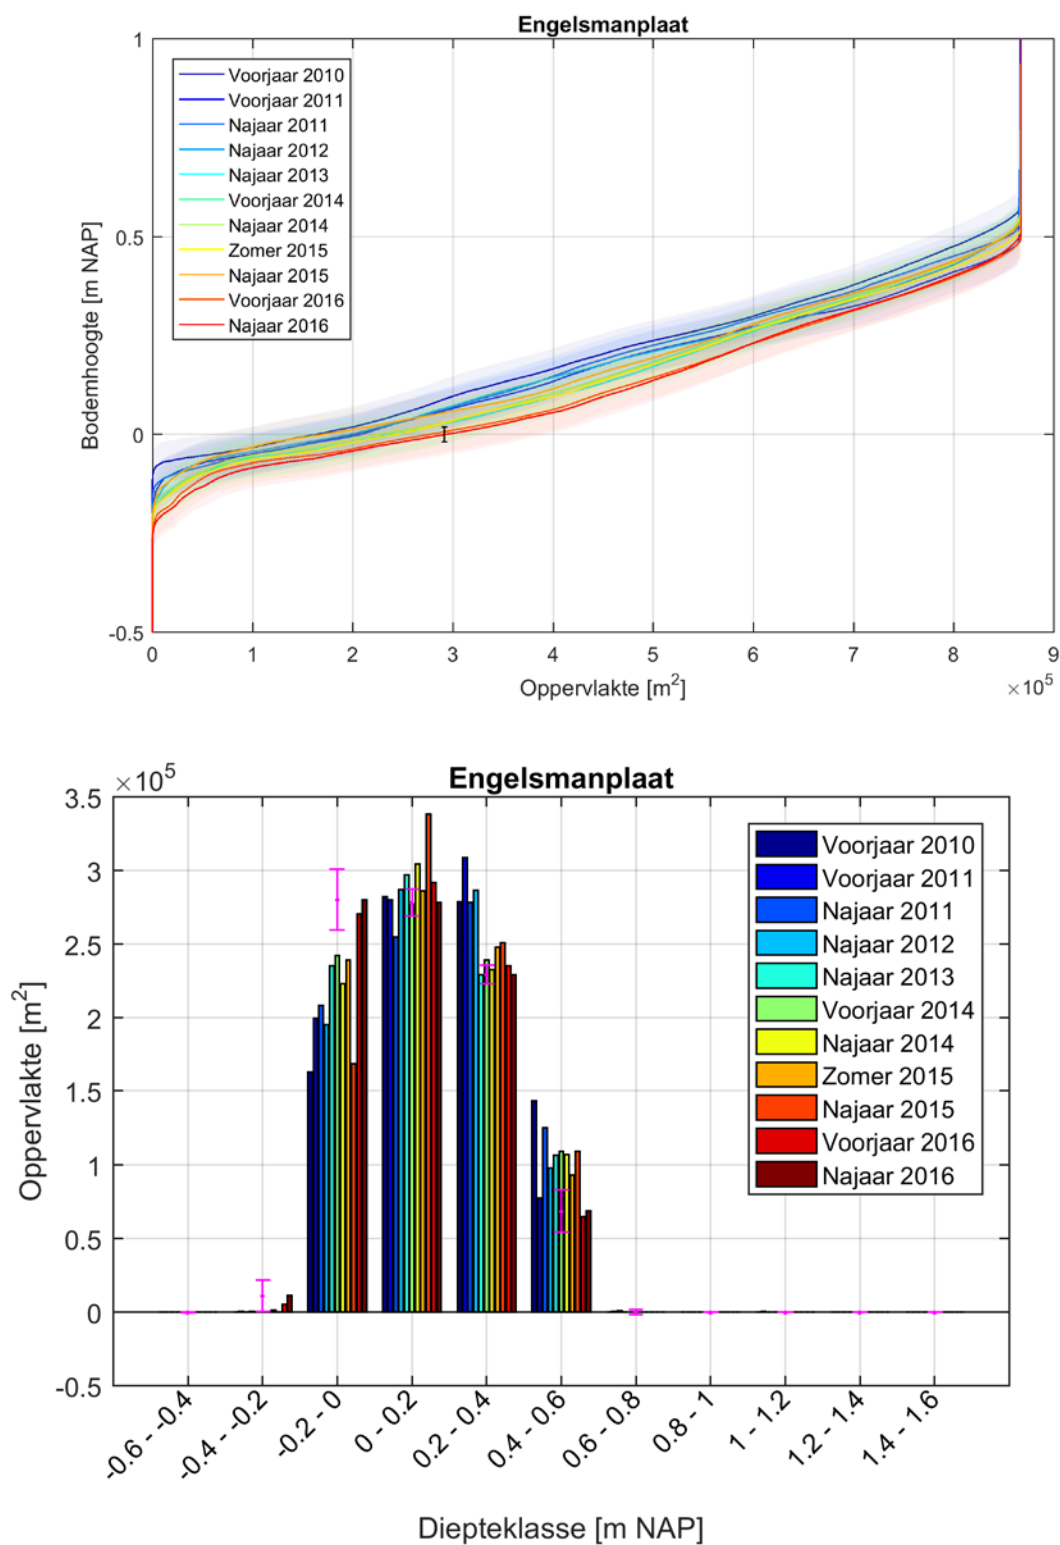 Engelsmanplaat
Bodemhoogte [m NAP]
1
0.5
0
-0.5
Voorjaar 2010
Voorjaar 2011
Najaar 2011
Najaar 2012
Najaar 2013
Voorjaar 2014
Najaar 2014
Zomer 2015
Najaar 2015
Voorjaar 2016
Najaar 2016
0 1 2 3 4 5 6 7 8 9
Oppervlakte [m²]
×10⁵
Engelsmanplaat
×10⁵
Oppervlakte [m²]
3.5
3
2.5
2
1.5
1
0.5
0
-0.5
Voorjaar 2010
Voorjaar 2011
Najaar 2011
Najaar 2012
Najaar 2013
Voorjaar 2014
Najaar 2014
Zomer 2015
Najaar 2015
Voorjaar 2016
Najaar 2016
-0.6 - -0.4
-0.4 - -0.2
-0.2 - 0
0 - 0.2
0.2 - 0.4
0.4 - 0.6
0.6 - 0.8
0.8 - 1
1 - 1.2
1.2 - 1.4
1.4 - 1.6
Diepteklasse [m NAP]